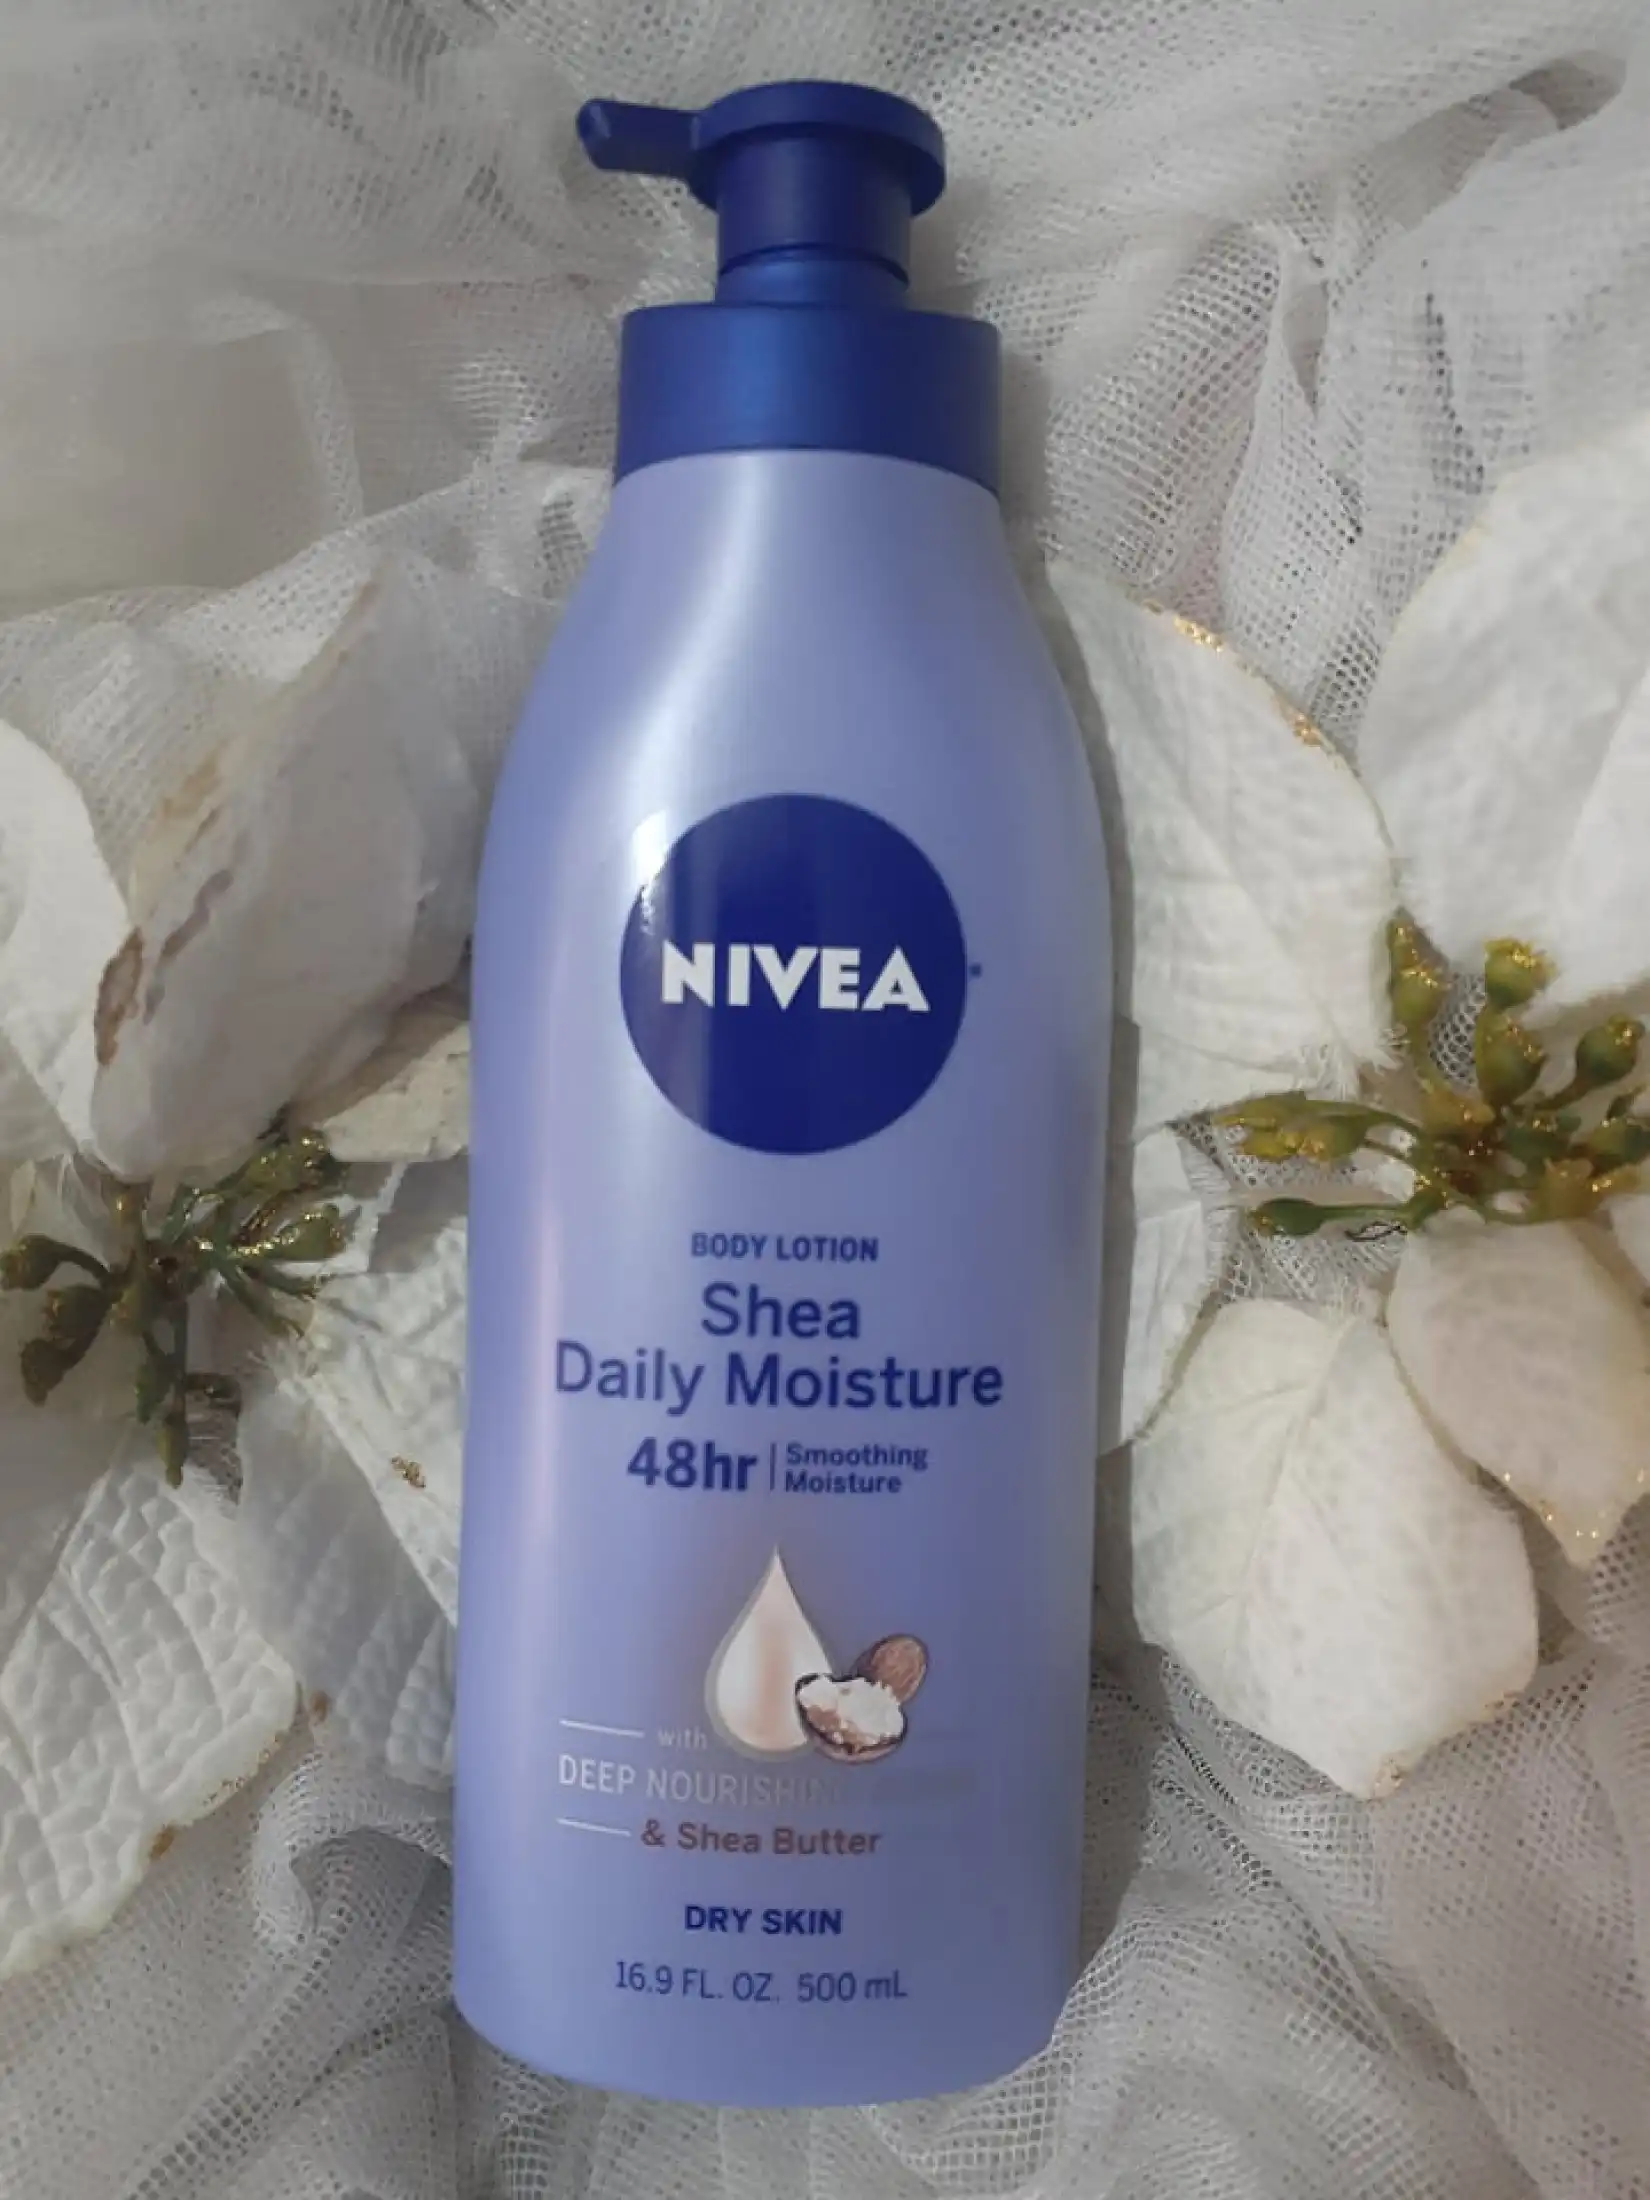 NIVEA
BODY LOTION
Shea
Daily Moisture
48hr | Smoothing
Moisture
with
DEEP NOURISHING
& Shea Butter
DRY SKIN
16.9 FL. OZ. 500 mL